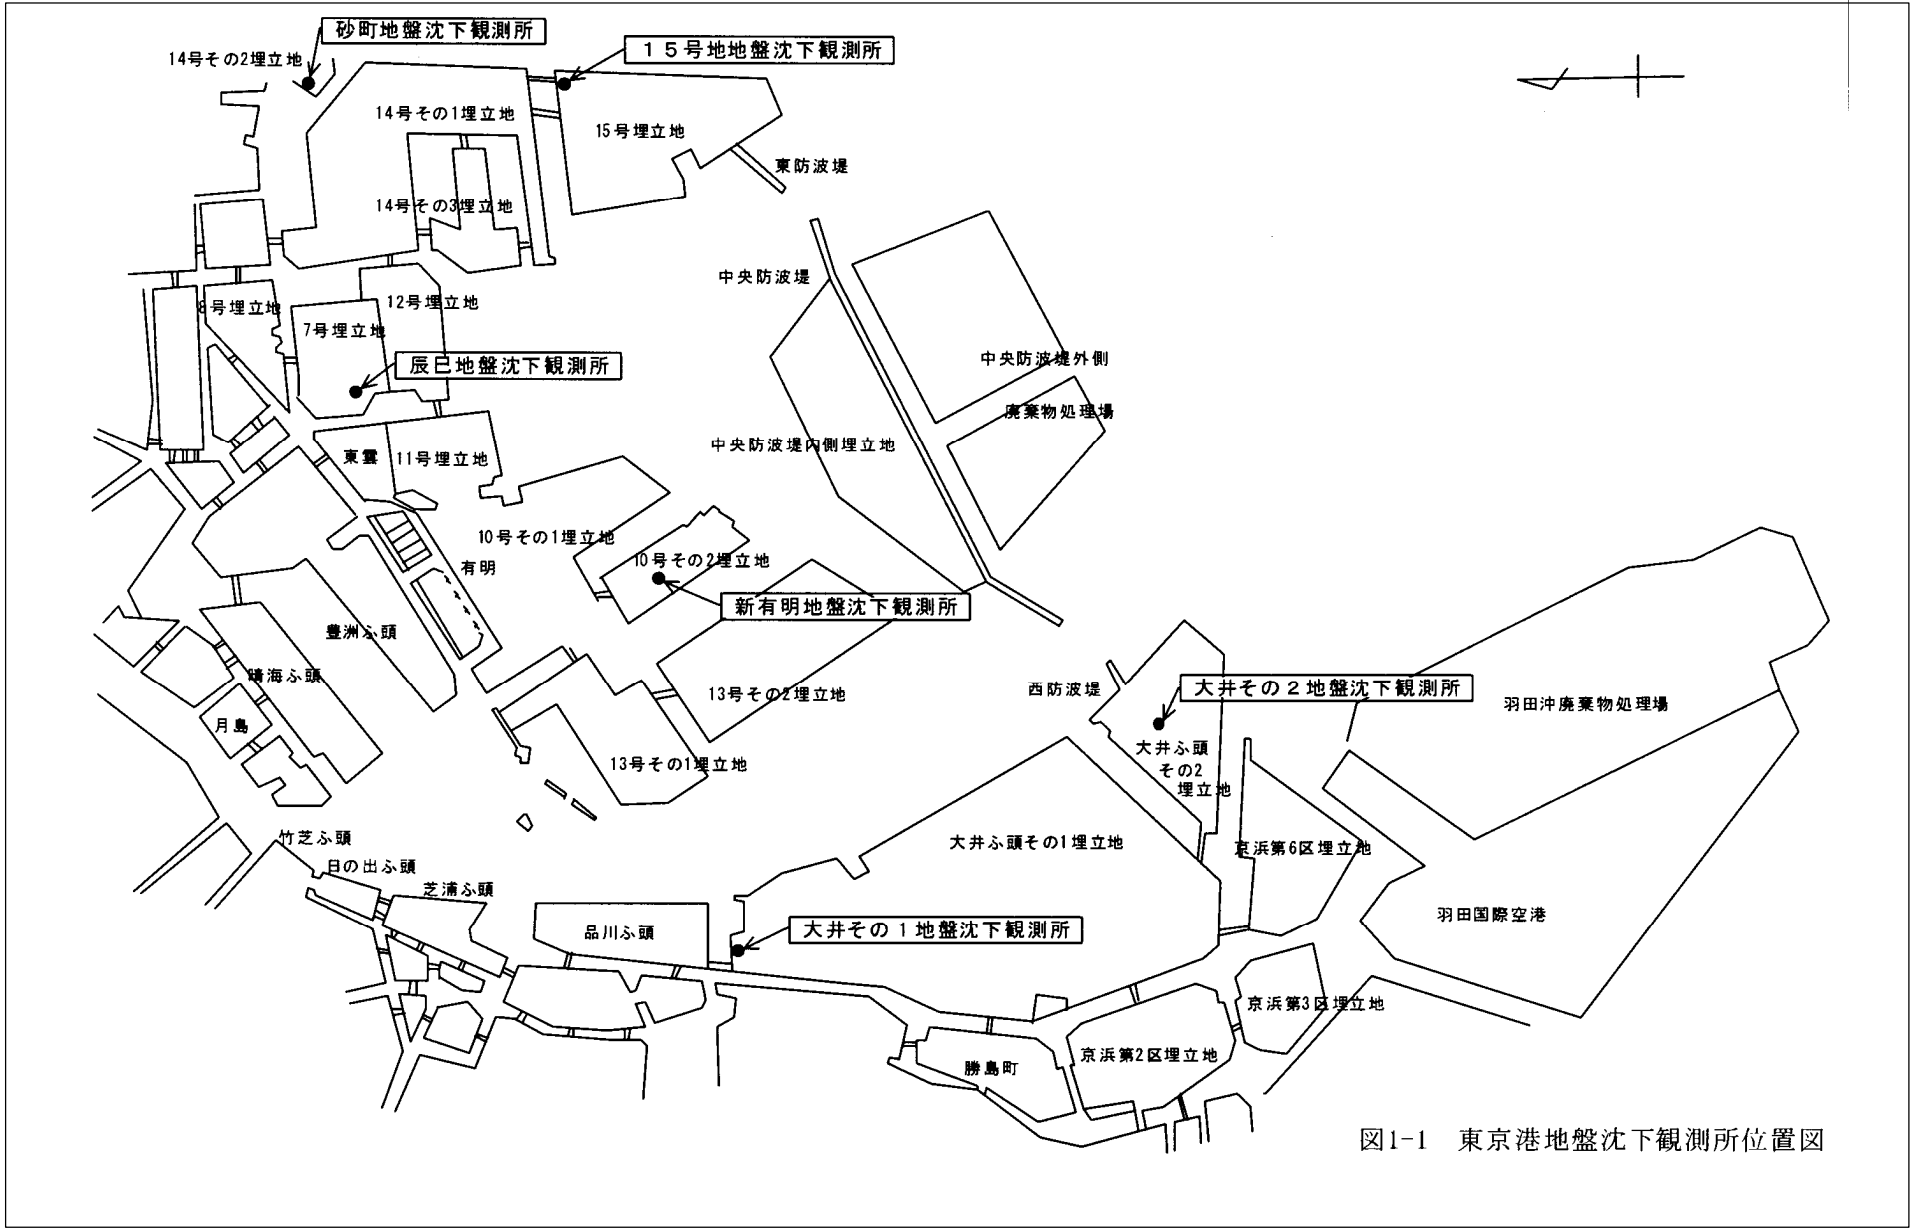 砂町地盤沈下観測所
14号その2埋立地
15号地地盤沈下観測所
14号その1埋立地
15号埋立地
東防波堤
14号その3埋立地
中央防波堤
8号埋立地
12号埋立地
7号埋立地
辰巳地盤沈下観測所
中央防波堤外側
廃棄物処理場
中央防波堤内側埋立地
東雲
11号埋立地
10号その1埋立地
10号その2埋立地
有明
新有明地盤沈下観測所
豊洲ふ頭
晴海ふ頭
13号その2埋立地
西防波堤
大井その2地盤沈下観測所
羽田沖廃棄物処理場
月島
大井ふ頭
その2
埋立地
13号その1埋立地
竹芝ふ頭
日の出ふ頭
芝浦ふ頭
大井ふ頭その1埋立地
京浜第6区埋立地
品川ふ頭
大井その1地盤沈下観測所
羽田国際空港
京浜第3区埋立地
京浜第2区埋立地
勝島町
図1-1 東京港地盤沈下観測所位置図